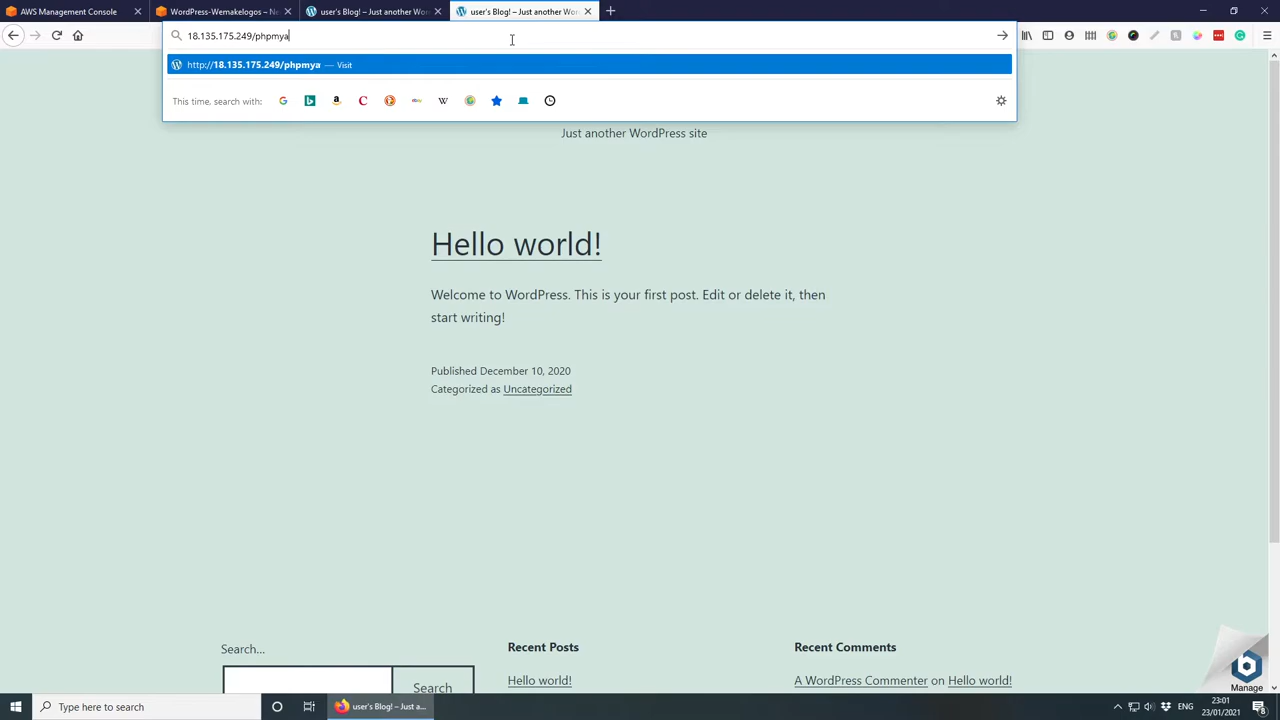 AWS Management Console
WordPress-Wemakelogos – Ne
user's Blog! – Just another Wor
user's Blog! – Just another Wor
18.135.175.249/phpmya
http://18.135.175.249/phpmya — Visit
This time, search with:
Just another WordPress site
Hello world!
Welcome to WordPress. This is your first post. Edit or delete it, then
start writing!
Published December 10, 2020
Categorized as Uncategorized
Search…
Search
Recent Posts
Hello world!
Recent Comments
A WordPress Commenter on Hello world!
Manage
Type here to search
user's Blog! – Just a...
ENG
23:01
23/01/2021